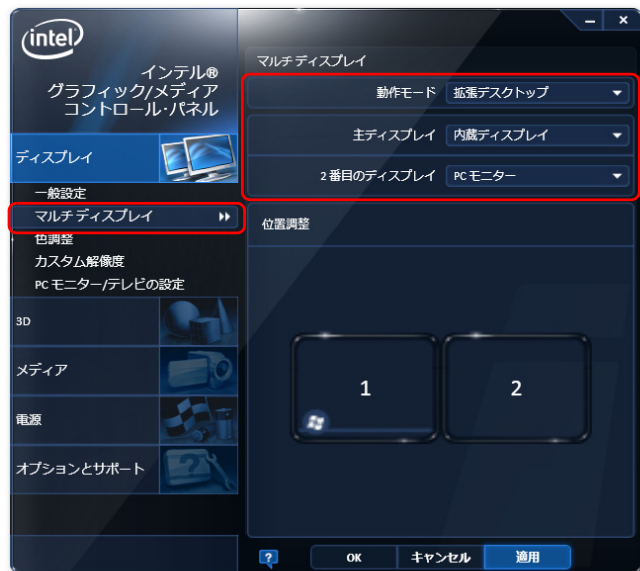 intel
インテル®
グラフィック/メディア
コントロール・パネル
ディスプレイ
一般設定
マルチディスプレイ
色調整
カスタム解像度
PCモニター/テレビの設定
3D
メディア
電源
オプションとサポート
マルチディスプレイ
動作モード 拡張デスクトップ
主ディスプレイ 内蔵ディスプレイ
2番目のディスプレイ PCモニター
位置調整
1 2
? OK キャンセル 適用